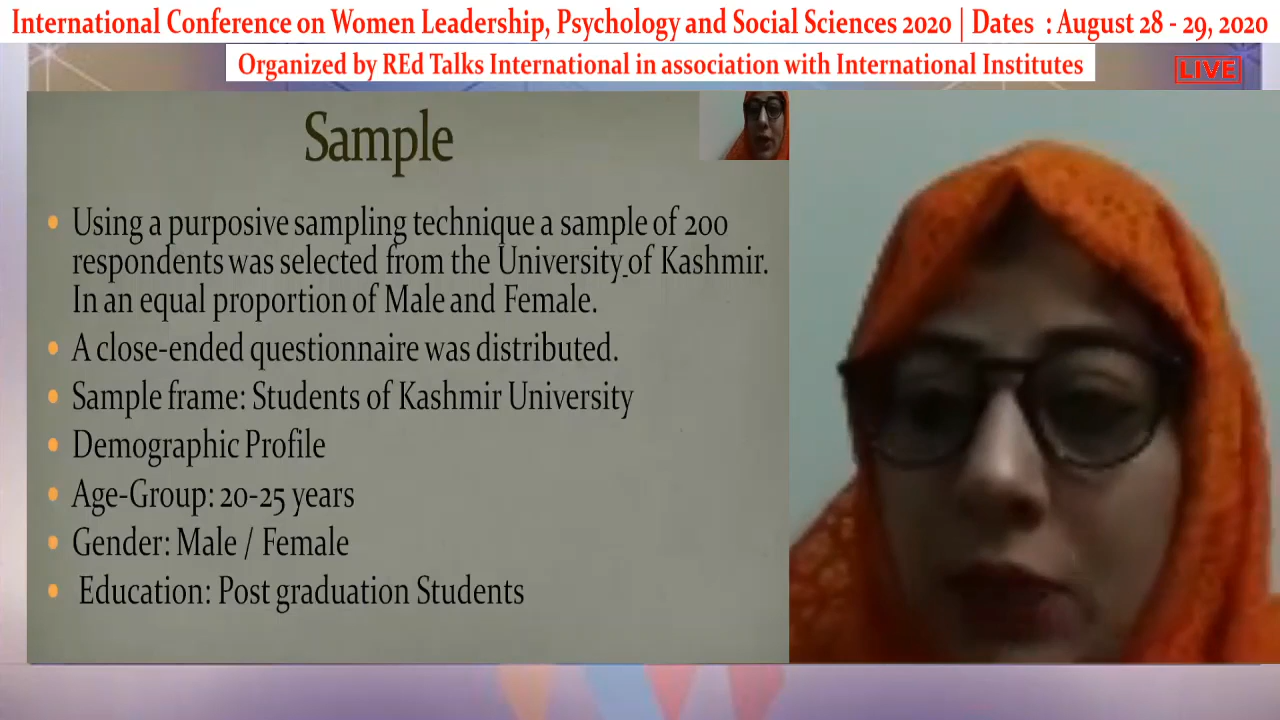 International Conference on Women Leadership, Psychology and Social Sciences 2020 | Dates : August 28 - 29, 2020
Organized by REd Talks International in association with International Institutes
LIVE
Sample
• Using a purposive sampling technique a sample of 200
respondents was selected from the University of Kashmir.
In an equal proportion of Male and Female.
• A close-ended questionnaire was distributed.
• Sample frame: Students of Kashmir University
• Demographic Profile
• Age-Group: 20-25 years
• Gender: Male / Female
• Education: Post graduation Students